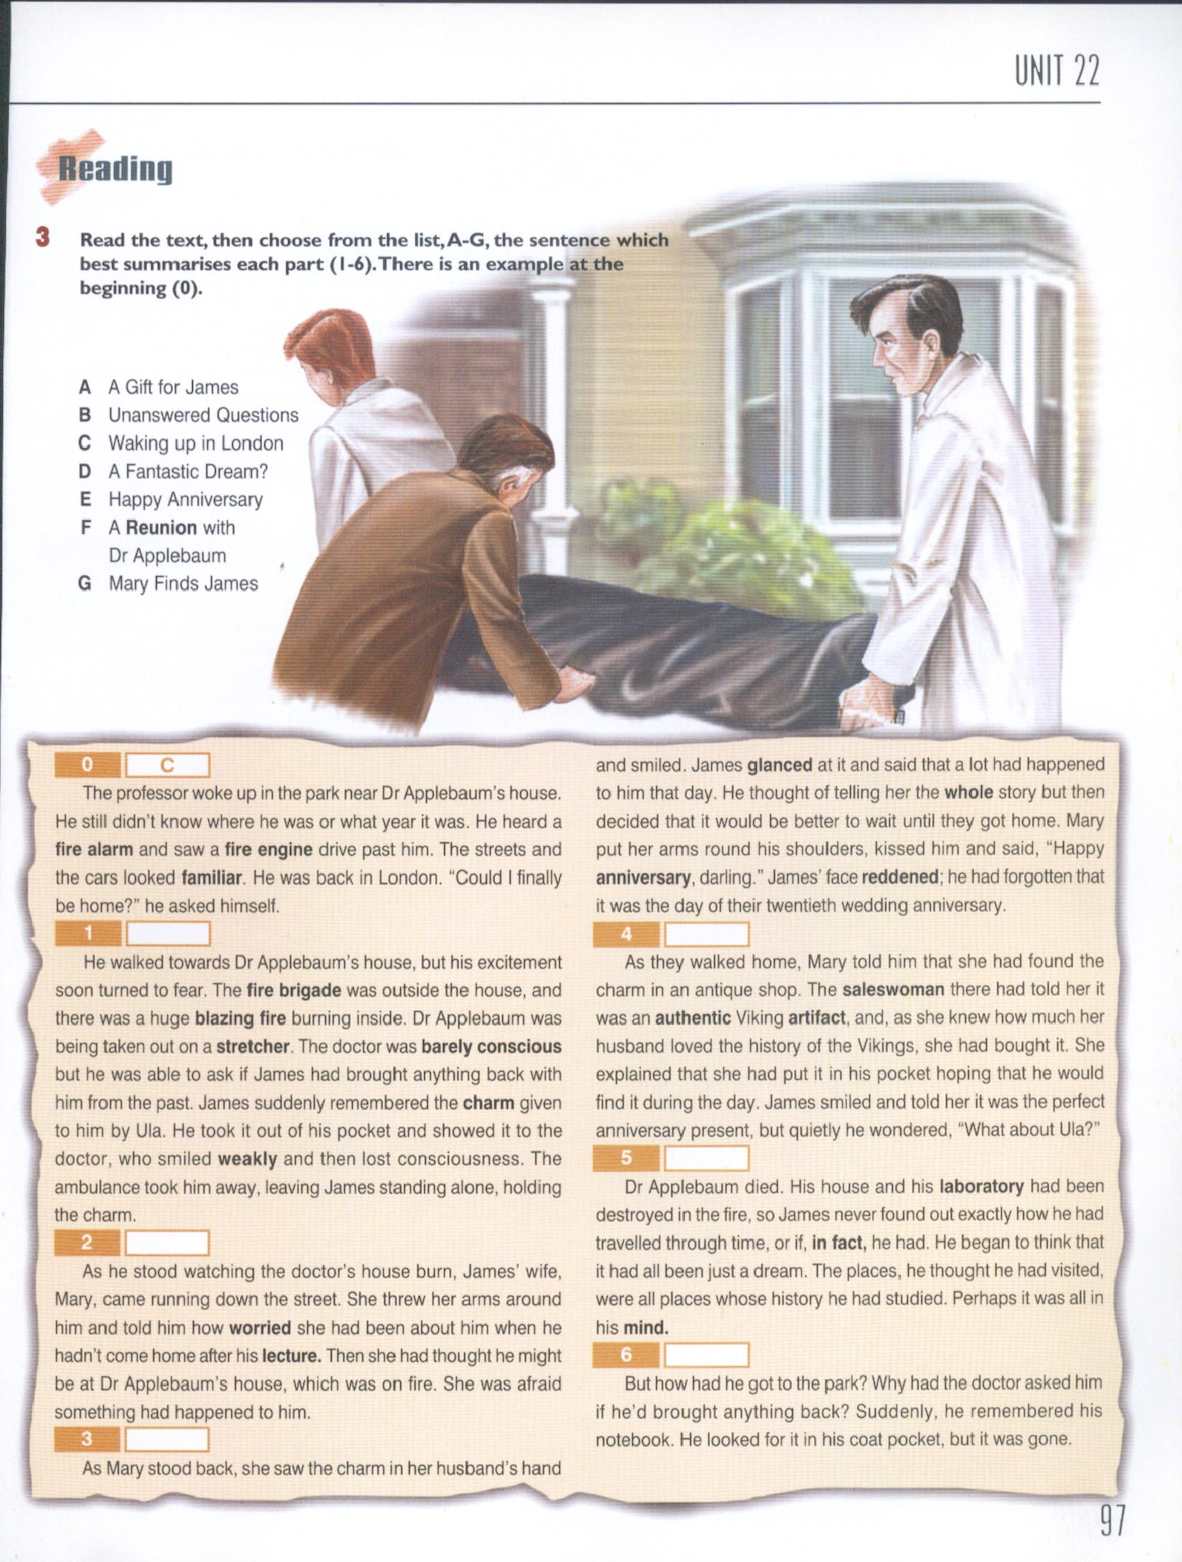 UNIT 22
Reading
3 Read the text, then choose from the list, A-G, the sentence which
best summarises each part (1-6). There is an example at the
beginning (0).
A A Gift for James
B Unanswered Questions
C Waking up in London
D A Fantastic Dream?
E Happy Anniversary
F A Reunion with
Dr Applebaum
G Mary Finds James
0 C
The professor woke up in the park near Dr Applebaum's house.
He still didn't know where he was or what year it was. He heard a
fire alarm and saw a fire engine drive past him. The streets and
the cars looked familiar. He was back in London. "Could I finally
be home?" he asked himself.
1
He walked towards Dr Applebaum's house, but his excitement
soon turned to fear. The fire brigade was outside the house, and
there was a huge blazing fire burning inside. Dr Applebaum was
being taken out on a stretcher. The doctor was barely conscious
but he was able to ask if James had brought anything back with
him from the past. James suddenly remembered the charm given
to him by Ula. He took it out of his pocket and showed it to the
doctor, who smiled weakly and then lost consciousness. The
ambulance took him away, leaving James standing alone, holding
the charm.
2
As he stood watching the doctor's house burn, James' wife,
Mary, came running down the street. She threw her arms around
him and told him how worried she had been about him when he
hadn't come home after his lecture. Then she had thought he might
be at Dr Applebaum's house, which was on fire. She was afraid
something had happened to him.
3
As Mary stood back, she saw the charm in her husband's hand
and smiled. James glanced at it and said that a lot had happened
to him that day. He thought of telling her the whole story but then
decided that it would be better to wait until they got home. Mary
put her arms round his shoulders, kissed him and said, "Happy
anniversary, darling." James' face reddened; he had forgotten that
it was the day of their twentieth wedding anniversary.
4
As they walked home, Mary told him that she had found the
charm in an antique shop. The saleswoman there had told her it
was an authentic Viking artifact, and, as she knew how much her
husband loved the history of the Vikings, she had bought it. She
explained that she had put it in his pocket hoping that he would
find it during the day. James smiled and told her it was the perfect
anniversary present, but quietly he wondered, "What about Ula?"
5
Dr Applebaum died. His house and his laboratory had been
destroyed in the fire, so James never found out exactly how he had
travelled through time, or if, in fact, he had. He began to think that
it had all been just a dream. The places, he thought he had visited,
were all places whose history he had studied. Perhaps it was all in
his mind.
6
But how had he got to the park? Why had the doctor asked him
if he'd brought anything back? Suddenly, he remembered his
notebook. He looked for it in his coat pocket, but it was gone.
97